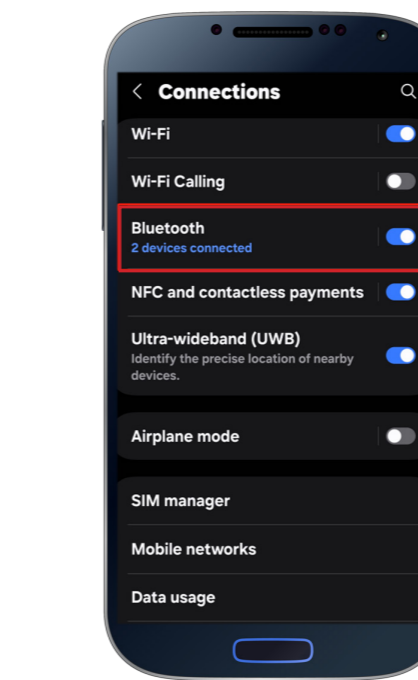 Connections
Wi-Fi
Wi-Fi Calling
Bluetooth
2 devices connected
NFC and contactless payments
Ultra-wideband (UWB)
Identify the precise location of nearby
devices.
Airplane mode
SIM manager
Mobile networks
Data usage